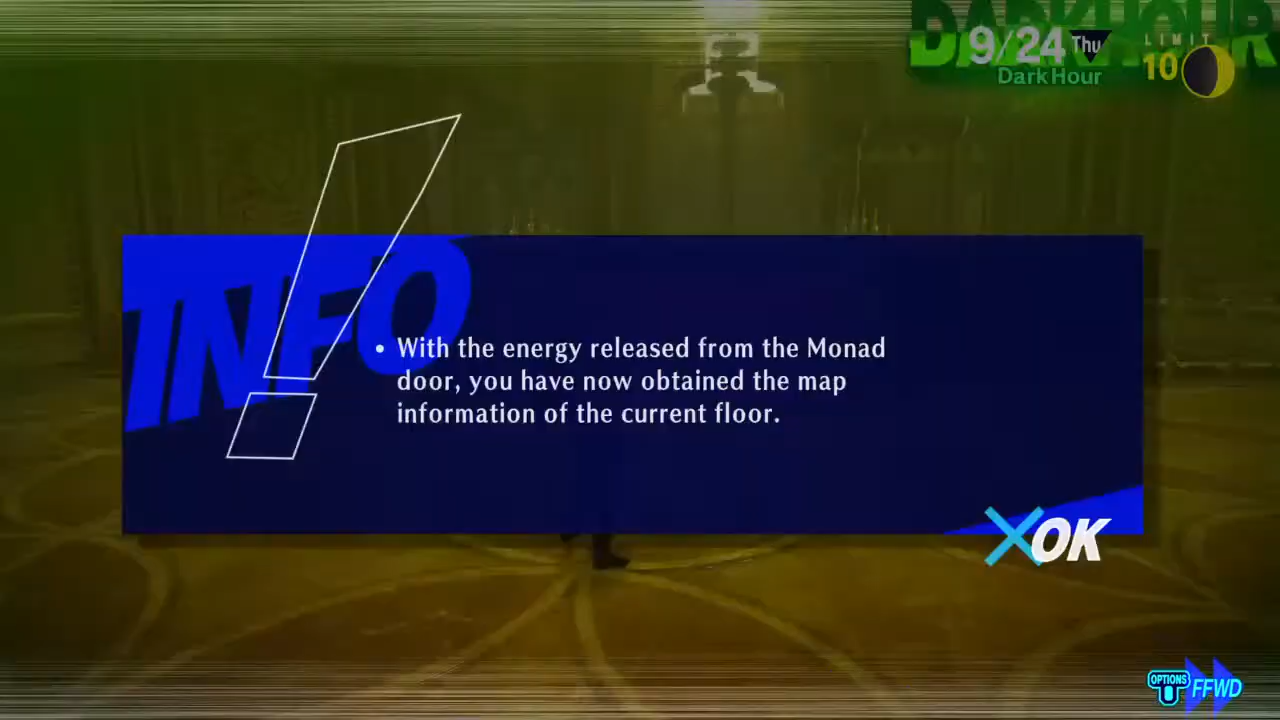 DARK HOUR
9/24 Thu
Dark Hour
LIMIT
10
INFO
• With the energy released from the Monad
door, you have now obtained the map
information of the current floor.
OK
OPTIONS
FFWD